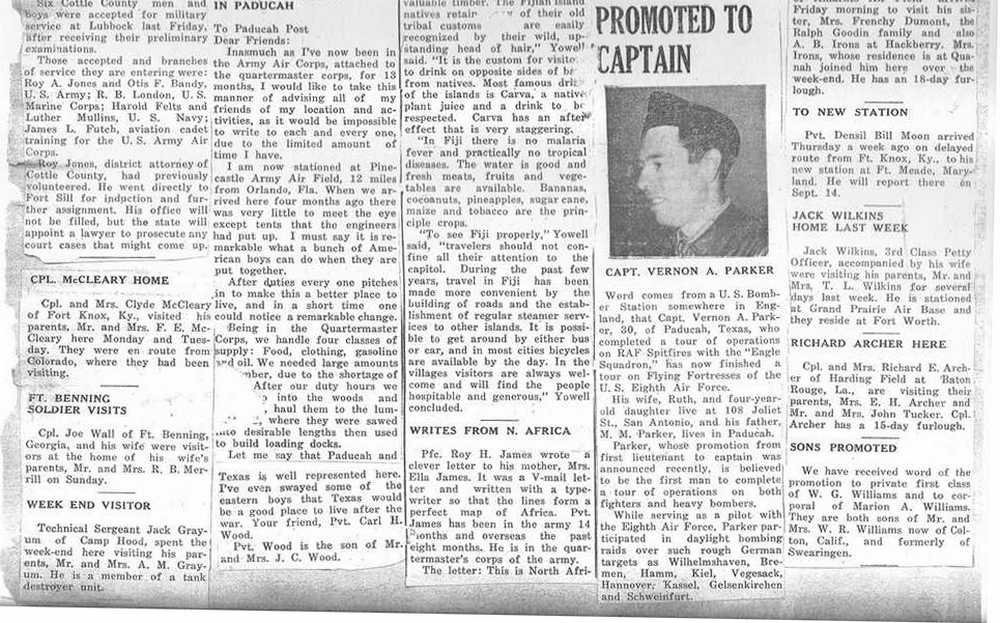 Six Cottle County men and
boys were accepted for military
service at Lubbock last Friday,
after receiving their preliminary
examinations.
Those accepted and branches
of service they are entering were:
Roy A. Jones and Otis F. Bandy,
U. S. Army; R. B. London, U. S.
Marine Corps; Harold Felts and
Luther Mullins, U. S. Navy;
James L. Futch, aviation cadet
training for the U. S. Army Air
Corps.
Roy Jones, district attorney of
Cottle County, had previously
volunteered. He went directly to
Fort Sill for induction and fur-
ther assignment. His office will
not be filled, but the state will
appoint a lawyer to prosecute any
court cases that might come up.
CPL. McCLEARY HOME
Cpl. and Mrs. Clyde McCleary
of Fort Knox, Ky., visited his
parents, Mr. and Mrs. F. E. Mc-
Cleary here Monday and Tues-
day. They were en route from
Colorado, where they had been
visiting.
FT. BENNING
SOLDIER VISITS
Cpl. Joe Wall of Ft. Benning,
Georgia, and his wife were visit-
ors at the home of his wife's
parents, Mr. and Mrs. R. B. Mer-
rill on Sunday.
WEEK END VISITOR
Technical Sergeant Jack Gray-
um of Camp Hood, spent the
week-end here visiting his par-
ents, Mr. and Mrs. A. M. Gray-
um. He is a member of a tank
destroyer unit.
IN PADUCAH
To Paducah Post
Dear Friends:
Inasmuch as I've now been in
the Army Air Corps, attached to
the quartermaster corps, for 13
months, I would like to take this
manner of advising all of my
friends of my location and ac-
tivities, as it would be impossible
to write to each and every one,
due to the limited amount of
time I have.
I am now stationed at Pine-
castle Army Air Field, 12 miles
from Orlando, Fla. When we ar-
rived here four months ago there
was very little to meet the eye
except tents that the engineers
had put up. I must say it is re-
markable what a bunch of Amer-
ican boys can do when they are
put together.
After duties every one pitches
in to make this a better place to
live, and in a short time one
could notice a remarkable change.
Being in the Quartermaster
Corps, we handle four classes of
supply: Food, clothing, gasoline
and oil. We needed large amounts
mber, due to the shortage of
After our duty hours we
into the woods and
haul them to the lum-
, where they were sawed
into desirable lengths then used
to build loading docks.
Let me say that Paducah and
Texas is well represented here.
I've even swayed some of the
eastern boys that Texas would
be a good place to live after the
war. Your friend, Pvt. Carl H.
Wood.
Pvt. Wood is the son of Mr.
and Mrs. J. C. Wood.
valuable timber. The Fijian island
natives retain of their old
tribal customs are easily
recognized by their wild, up-
standing head of hair," Yowell
said. "It is the custom for visito
to drink on opposite sides of
from natives. Most famous drin
of the islands is Carva, a native
plant juice and a drink to be
respected. Carva has an after
effect that is very staggering.
"In Fiji there is no malaria
fever and practically no tropical
diseases. The water is good and
fresh meats, fruits and vege-
tables are available. Bananas,
cocoanuts, pineapples, sugar cane,
maize and tobacco are the prin-
ciple crops.
"To see Fiji properly," Yowell
said, "travelers should not con-
fine all their attention to the
capitol. During the past few
years, travel in Fiji has been
made more convenient by the
building of roads and the estab-
lishment of regular steamer serv-
ices to other islands. It is possi-
ble to get around by either bus
or car, and in most cities bicycles
are available by the day. In the
villages visitors are always wel-
come and will find the people
hospitable and generous," Yowell
concluded.
WRITES FROM N. AFRICA
Pfc. Roy H. James wrote a
clever letter to his mother, Mrs.
Ella James. It was a V-mail let-
ter and written with a type-
writer so that the lines form a
perfect map of Africa. Pvt.
James has been in the army 14
months and overseas the past
eight months. He is in the quar-
termaster's corps of the army.
The letter: This is North Afri-
PROMOTED TO
CAPTAIN
CAPT. VERNON A. PARKER
Word comes from a U. S. Bomb-
er Station somewhere in Eng-
land, that Capt. Vernon A. Park-
er, 30, of Paducah, Texas, who
completed a tour of operations
on RAF Spitfires with the "Eagle
Squadron," has now finished a
tour on Flying Fortresses of the
U. S. Eighth Air Force.
His wife, Ruth, and four-year-
old daughter live at 108 Joliet
St., San Antonio, and his father,
M. M. Parker, lives in Paducah.
Parker, whose promotion from
first lieutenant to captain was
announced recently, is believed
to be the first man to complete
a tour of operations on both
fighters and heavy bombers.
While serving as a pilot with
the Eighth Air Force, Parker par-
ticipated in daylight bombing
raids over such rough German
targets as Wilhelmshaven, Bre-
men, Hamm, Kiel, Vegesack,
Hannover, Kassel, Gelsenkirchen
and Schweinfurt.
Friday morning to visit his sis-
ter, Mrs. Frenchy Dumont, the
Ralph Goodin family and also
A. B. Irons at Hackberry. Mrs.
Irons, whose residence is at Qua-
nah joined him here over the
week-end. He has an 18-day fur-
lough.
TO NEW STATION
Pvt. Densil Bill Moon arrived
Thursday a week ago on delayed
route from Ft. Knox, Ky., to his
new station at Ft. Meade, Mary-
land. He will report there on
Sept. 14.
JACK WILKINS
HOME LAST WEEK
Jack Wilkins, 3rd Class Petty
Officer, accompanied by his wife
were visiting his parents, Mr. and
Mrs. T. L. Wilkins for several
days last week. He is stationed
at Grand Prairie Air Base and
they reside at Fort Worth.
RICHARD ARCHER HERE
Cpl. and Mrs. Richard E. Arch-
er of Harding Field at Baton
Rouge, La., are visiting their
parents, Mrs. E. H. Archer and
Mr. and Mrs. John Tucker. Cpl.
Archer has a 15-day furlough.
SONS PROMOTED
We have received word of the
promotion to private first class
of W. G. Williams and to cor-
poral of Marion A. Williams.
They are both sons of Mr. and
Mrs. W. R. Williams now of Col-
ton, Calif., and formerly of
Swearingen.